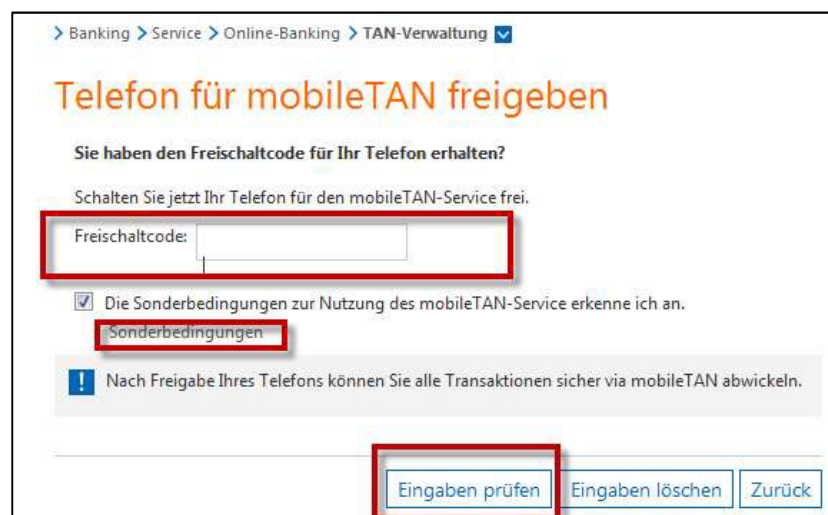 Banking Service Online-Banking TAN-Verwaltung
Telefon für mobileTAN freigeben
Sie haben den Freischaltcode für Ihr Telefon erhalten?
Schalten Sie jetzt Ihr Telefon für den mobileTAN-Service frei.
Freischaltcode:
Die Sonderbedingungen zur Nutzung des mobileTAN-Service erkenne ich an.
Sonderbedingungen
! Nach Freigabe Ihres Telefons können Sie alle Transaktionen sicher via mobileTAN abwickeln.
Eingaben prüfen Eingaben löschen Zurück